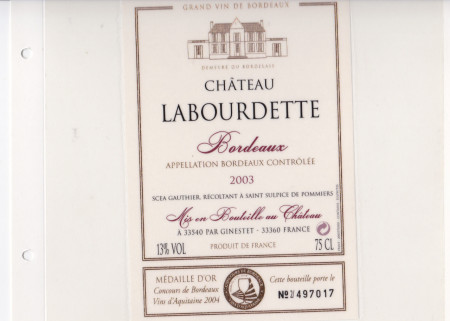 GRAND VIN DE BORDEAUX
DEMEURE DU BORDELAIS
CHÂTEAU
LABOURDETTE
Bordeaux
APPELLATION BORDEAUX CONTRÔLÉE
2003
SCEA GAUTHIER, RÉCOLTANT À SAINT SULPICE DE POMMIERS
Mis en Bouteille au Château
À 33540 PAR GINESTET - 33360 FRANCE
13% VOL
PRODUIT DE FRANCE
75 CL
MÉDAILLE D'OR
Concours de Bordeaux
Vins d'Aquitaine 2004
Cette bouteille porte le
No 497017